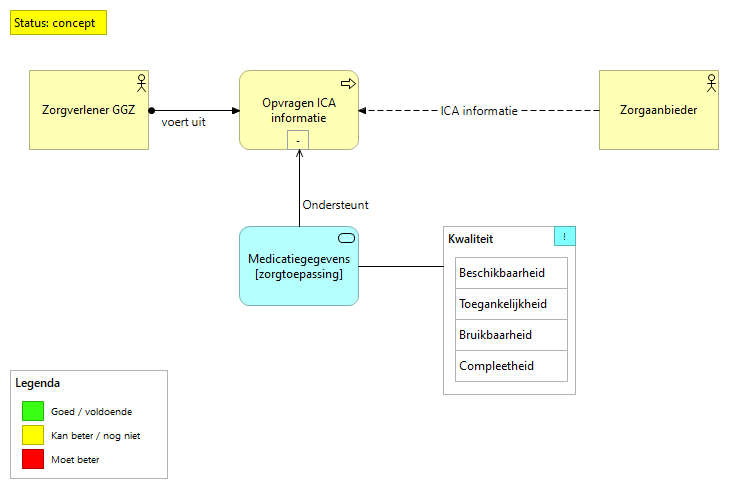 Status: concept
Zorgverlener GGZ
voert uit
Opvragen ICA
informatie
-
ICA informatie
Zorgaanbieder
Ondersteunt
Medicatiegegevens
[zorgtoepassing]
Kwaliteit
!
Beschikbaarheid
Toegankelijkheid
Bruikbaarheid
Compleetheid
Legenda
Goed / voldoende
Kan beter / nog niet
Moet beter